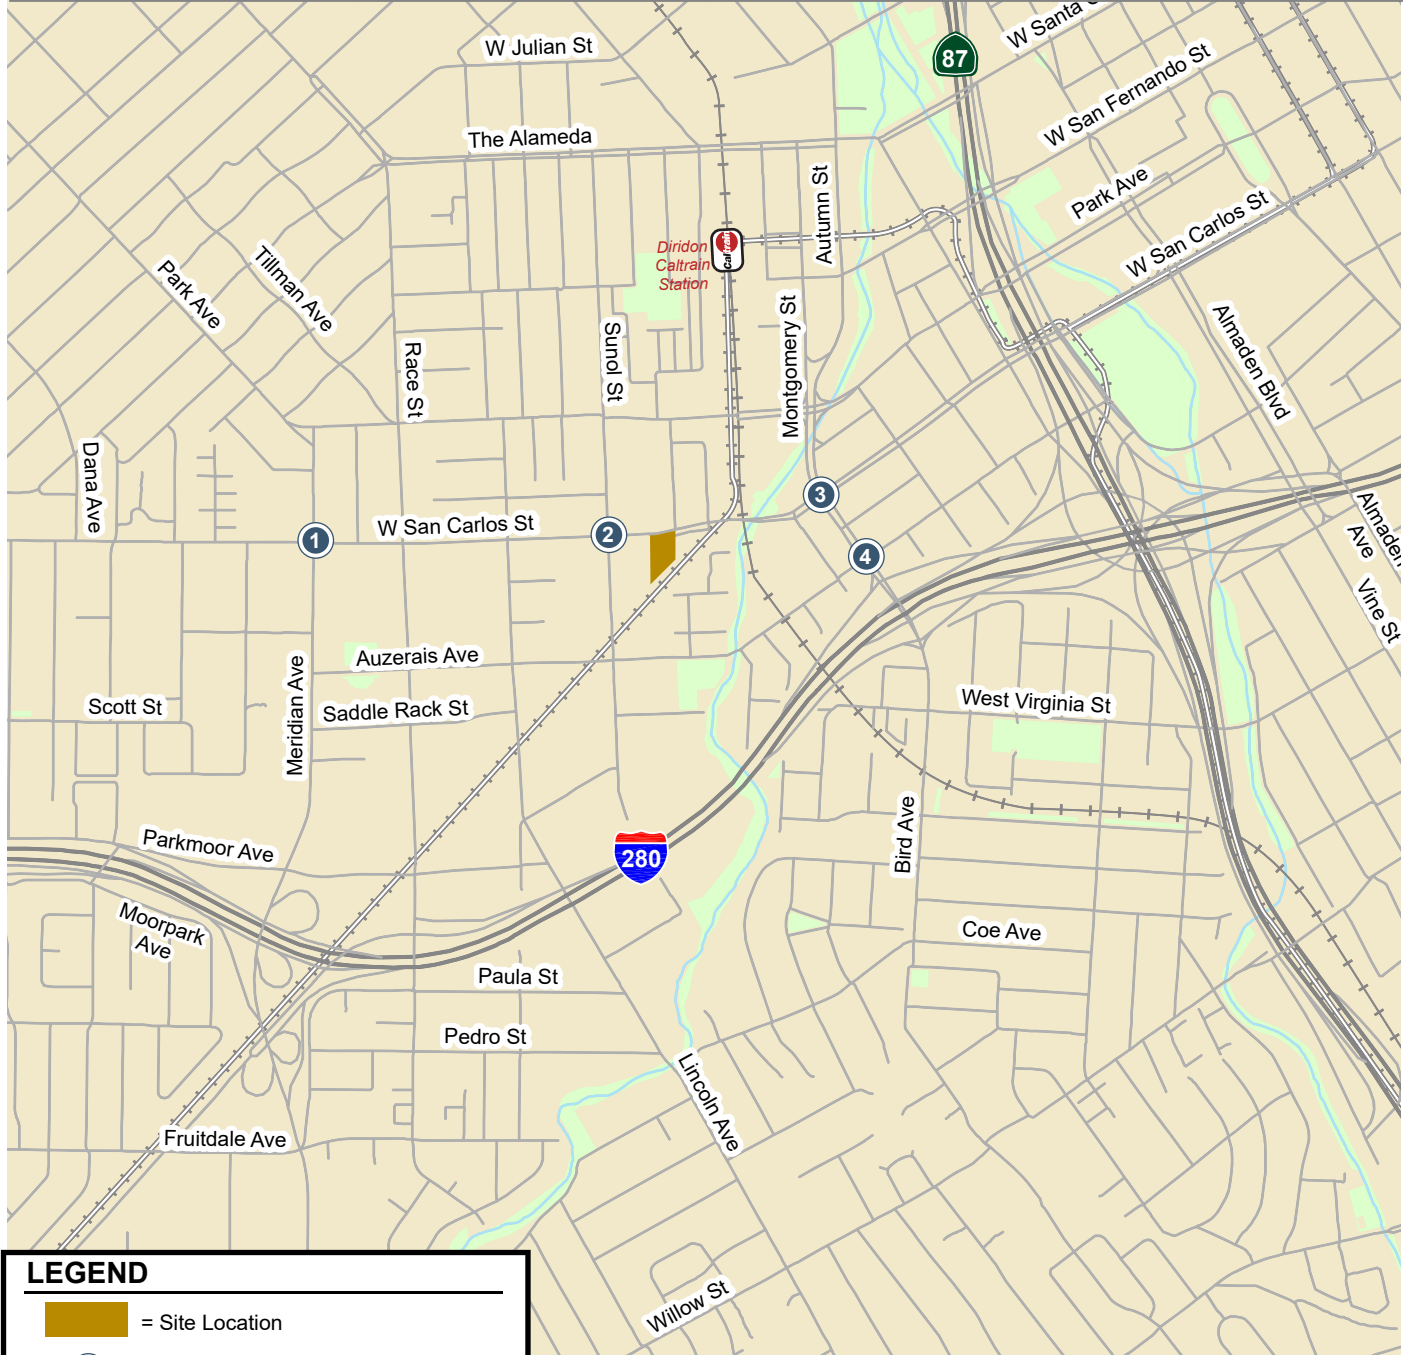 W Julian St
W Santa
87
W San Fernando St
The Alameda
Autumn St
Park Ave
W San Carlos St
Diridon
Caltrain
Station
Caltrain
Park Ave
Tillman Ave
Race St
Sunol St
Montgomery St
Almaden Blvd
Dana Ave
W San Carlos St
1
2
3
4
Almaden
Ave
Vine St
Auzerais Ave
Meridian Ave
Scott St
Saddle Rack St
West Virginia St
Parkmoor Ave
280
Bird Ave
Moorpark
Ave
Coe Ave
Paula St
Pedro St
Lincoln Ave
Fruitdale Ave
Willow St
LEGEND
= Site Location